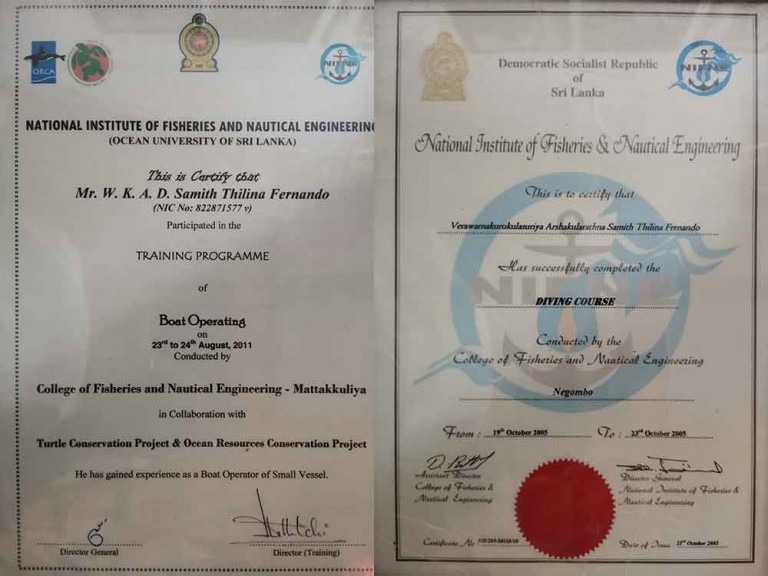 ORCA
NIFNE
NATIONAL INSTITUTE OF FISHERIES AND NAUTICAL ENGINEERING
(OCEAN UNIVERSITY OF SRI LANKA)
This is Certify that
Mr. W. K. A. D. Samith Thilina Fernando
(NIC No: 822871577 v)
Participated in the
TRAINING PROGRAMME
of
Boat Operating
on
23rd to 24th August, 2011
Conducted by
College of Fisheries and Nautical Engineering - Mattakkuliya
in Collaboration with
Turtle Conservation Project & Ocean Resources Conservation Project
He has gained experience as a Boat Operator of Small Vessel.
Director General
Director (Training)
NIFNE
Democratic Socialist Republic
of
Sri Lanka
National Institute of Fisheries & Nautical Engineering
This is to certify that
Verawarnakurukulasuriya Arshakularathna Samith Thilina Frenando
Has successfully completed the
NIFNE
DIVING COURSE
Conducted by the
College of Fisheries and Nautical Engineering
Negombo
From : 19th October 2005 To : 23rd October 2005
Assistant Director
College of Fisheries &
Nautical Engineering
Director General
National Institute of Fisheries &
Nautical Engineering
Certificate No
Date of Issue 23rd October 2005